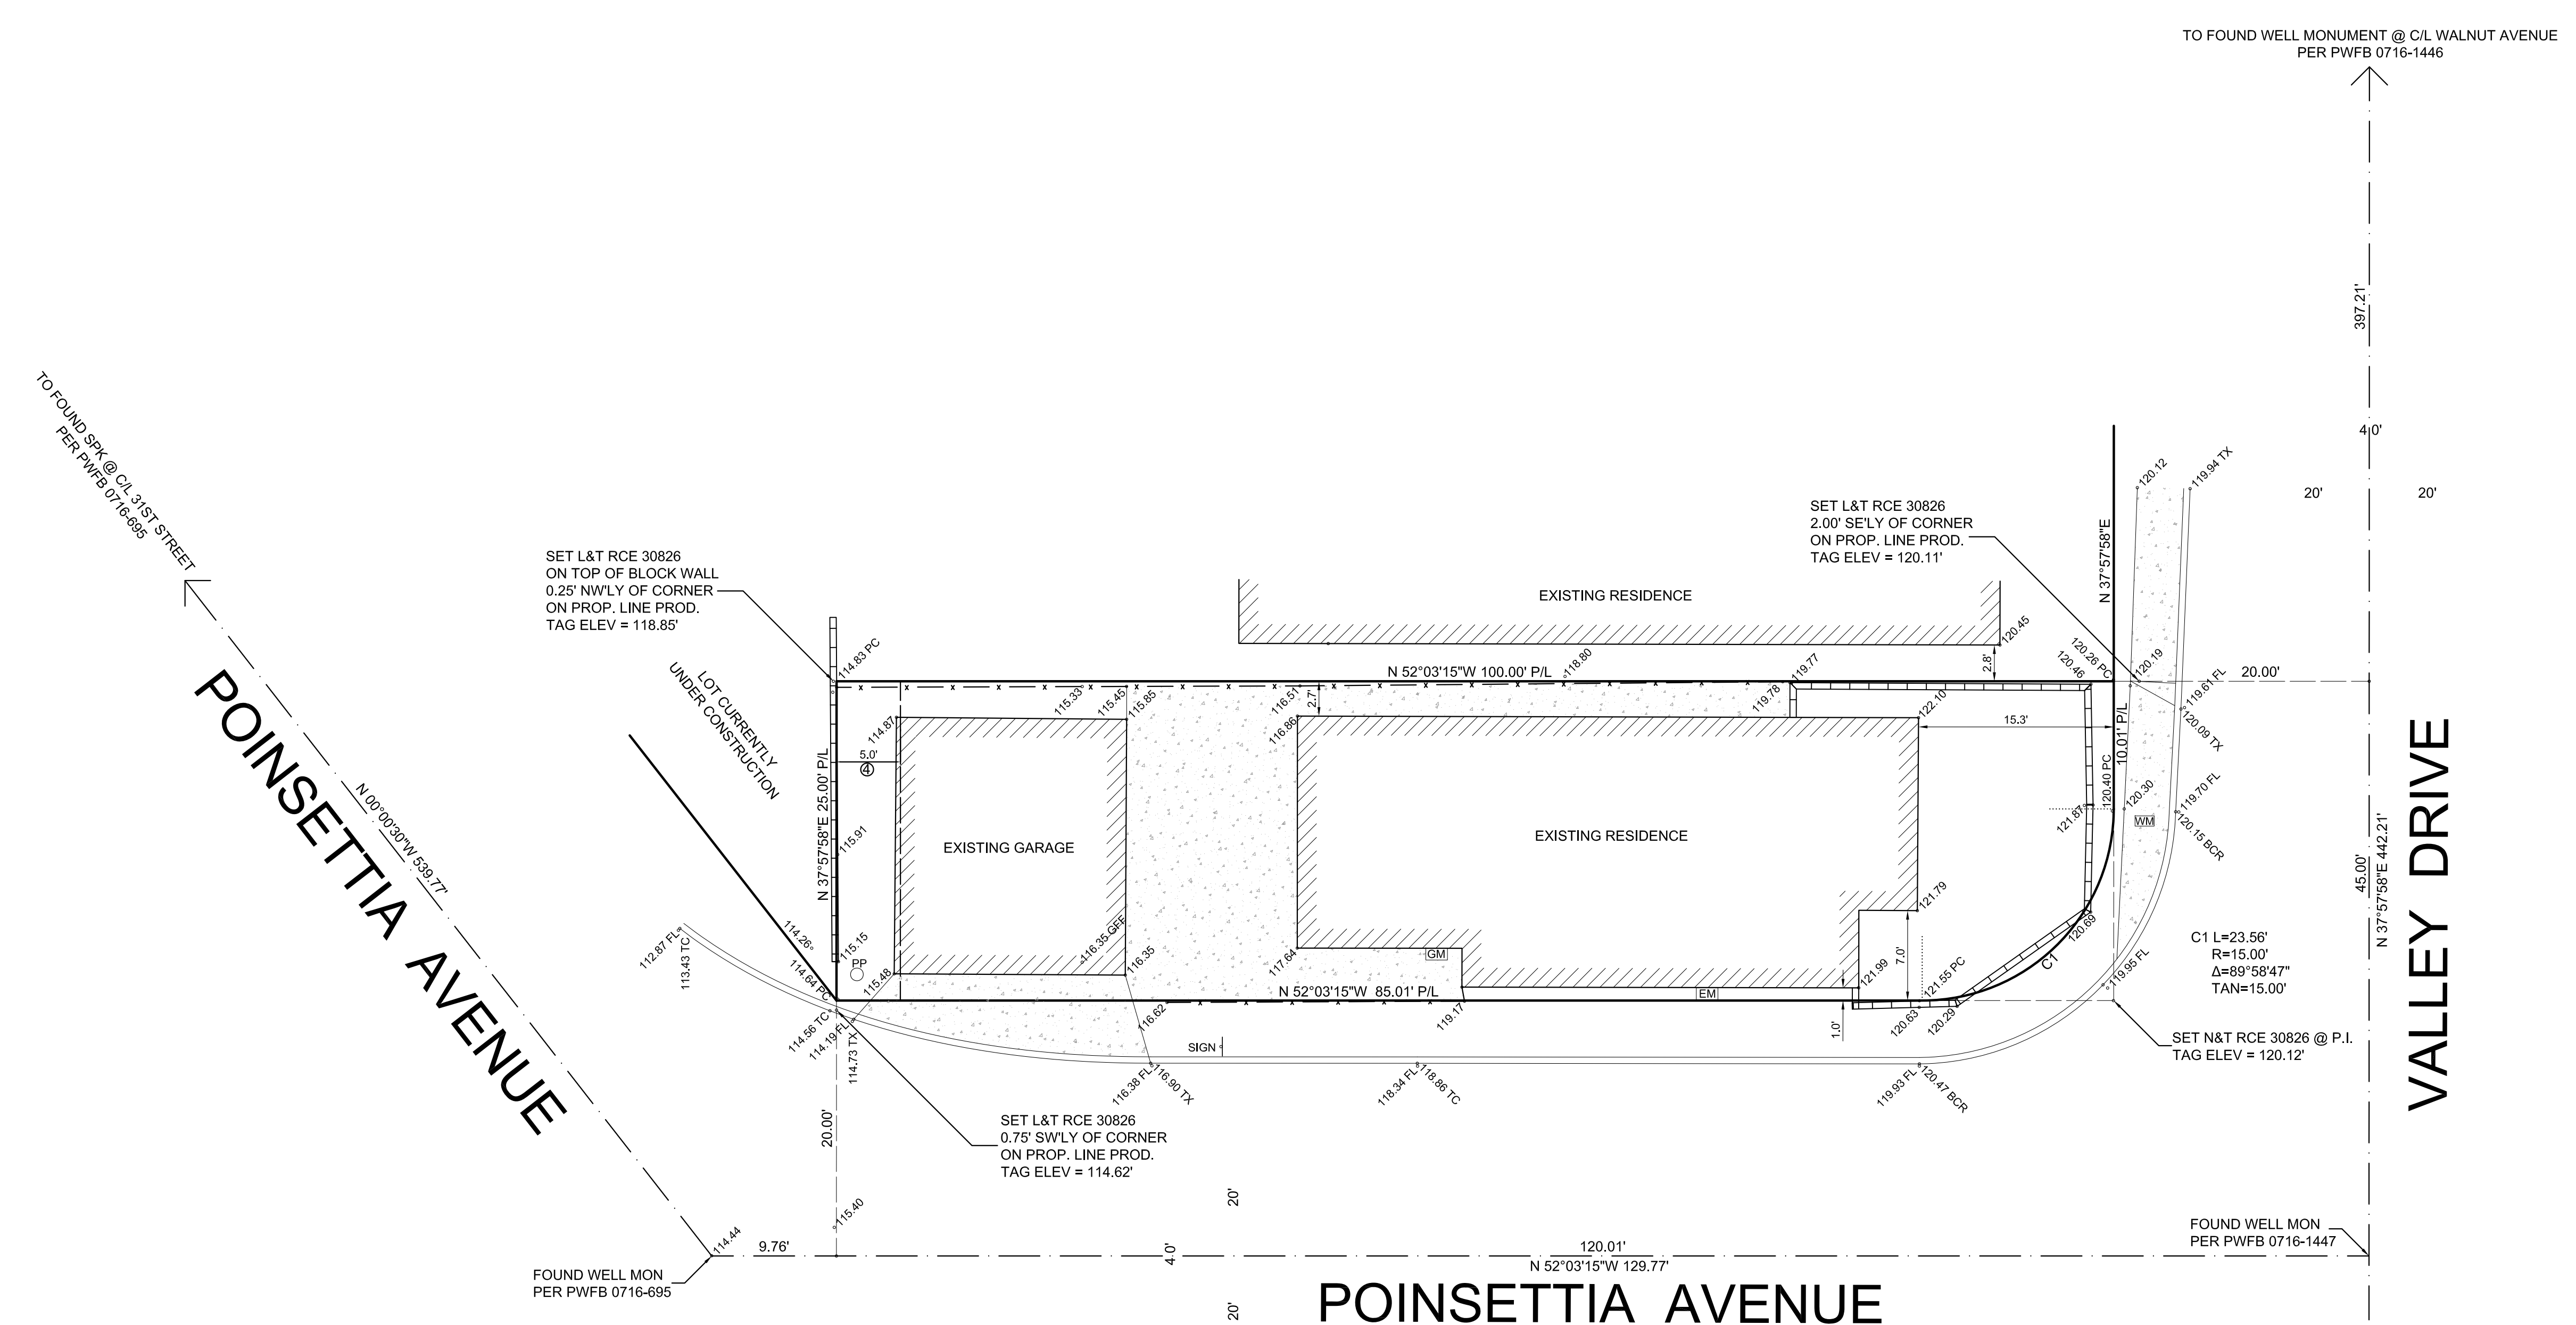 TO FOUND WELL MONUMENT @ C/L WALNUT AVENUE
PER PWFB 0716-1446
397.21'
4.0'
20'
20'
TO FOUND SPK @ C/L 31ST STREET
PER PWFB 0716-695
N 00°00'30"W 539.77'
POINSETTIA AVENUE
SET L&T RCE 30826
ON TOP OF BLOCK WALL
0.25' NW'LY OF CORNER
ON PROP. LINE PROD.
TAG ELEV = 118.85'
LOT CURRENTLY
UNDER CONSTRUCTION
SET L&T RCE 30826
2.00' SE'LY OF CORNER
ON PROP. LINE PROD.
TAG ELEV = 120.11'
N 37°57'58"E
120.12
119.94 TX
EXISTING RESIDENCE
120.45
2.8'
114.83 PC
N 52°03'15"W 100.00' P/L
118.80
119.77
120.26 PC
120.46
120.19
119.61 FL
120.09 TX
20.00'
115.33
115.45
115.85
116.51
2.7'
119.78
122.10
114.87
116.86
15.3'
10.01' P/L
5.0'
4
N 37°57'58"E 25.00' P/L
115.91
EXISTING GARAGE
EXISTING RESIDENCE
121.87
120.40 PC
120.30
WM
119.70 FL
120.15 BCR
VALLEY DRIVE
45.00'
N 37°57'58"E 442.21'
112.87 FL
113.43 TC
114.26
114.64 PC
115.15
PP
115.48
116.35 GFF
116.35
117.64
GM
N 52°03'15"W 85.01' P/L
EM
121.99
121.79
7.0'
121.55 PC
120.69
C1
119.95 FL
C1 L=23.56'
R=15.00'
Δ=89°58'47"
TAN=15.00'
114.56 TC
114.19 FL
114.73 TX
116.62
SIGN
119.17
1.0'
120.63
120.29
SET N&T RCE 30826 @ P.I.
TAG ELEV = 120.12'
116.38 FL
116.90 TX
118.34 FL
118.86 TC
119.93 FL
120.47 BCR
20.00'
SET L&T RCE 30826
0.75' SW'LY OF CORNER
ON PROP. LINE PROD.
TAG ELEV = 114.62'
115.40
20'
114.44
9.76'
4.0'
120.01'
N 52°03'15"W 129.77'
FOUND WELL MON
PER PWFB 0716-1447
FOUND WELL MON
PER PWFB 0716-695
20'
POINSETTIA AVENUE